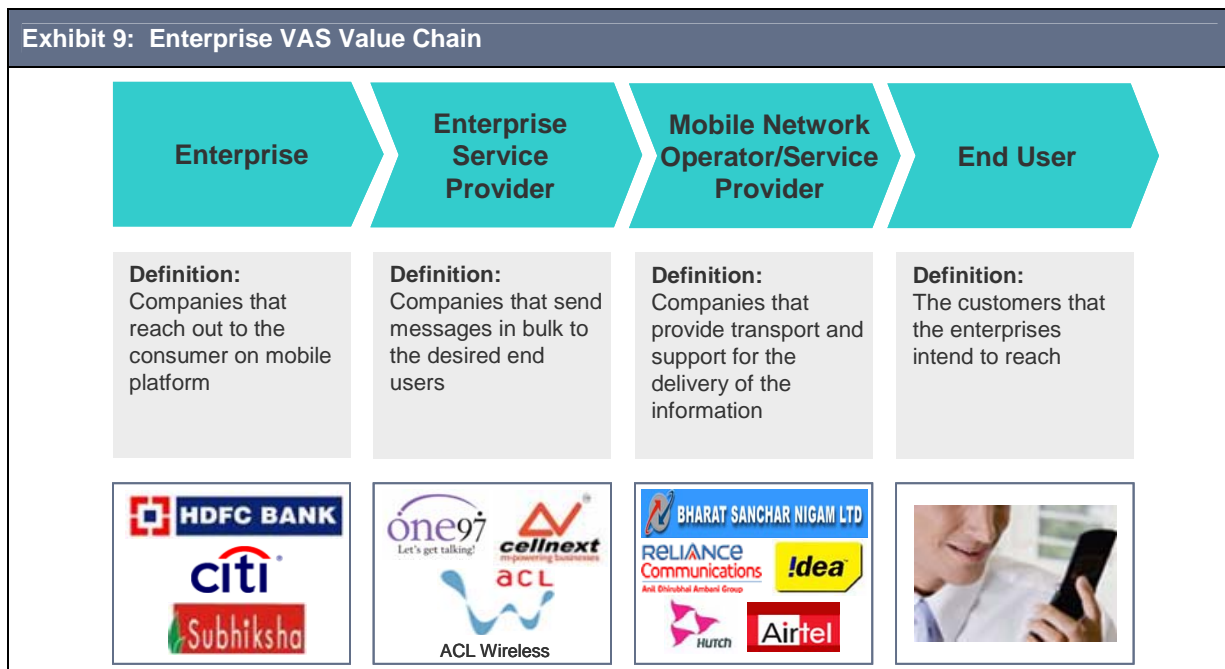 Exhibit 9: Enterprise VAS Value Chain
Enterprise
Enterprise
Service
Provider
Mobile Network
Operator/Service
Provider
End User
Definition:
Companies that
reach out to the
consumer on mobile
platform
Definition:
Companies that send
messages in bulk to
the desired end
users
Definition:
Companies that
provide transport and
support for the
delivery of the
information
Definition:
The customers that
the enterprises
intend to reach
HDFC BANK
citi
Subhiksha
one97
Let's get talking!
cellnext
m-powering businesses
acl
ACL Wireless
BHARAT SANCHAR NIGAM LTD
RELIANCE
Communications
Anil Dhirubhai Ambani Group
!dea
HUTCH
Airtel